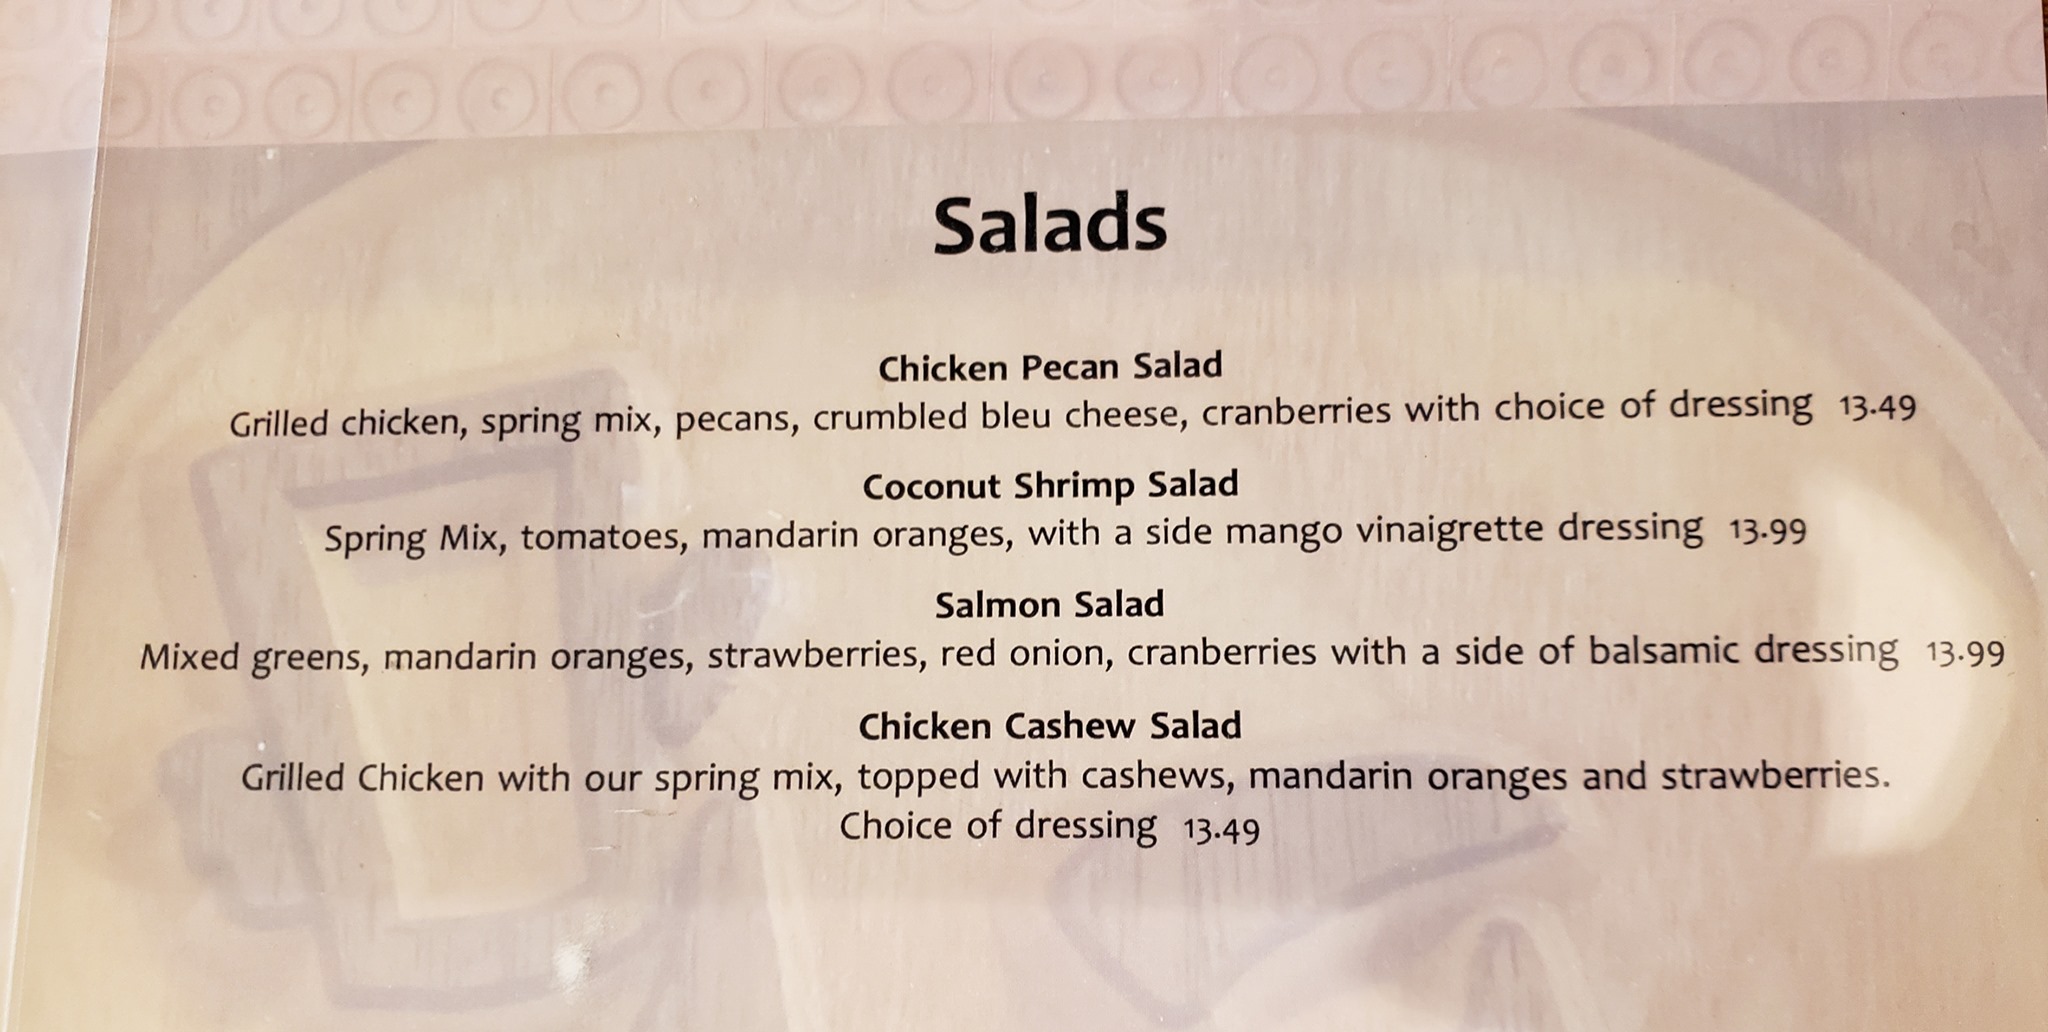 Salads
Chicken Pecan Salad
Grilled chicken, spring mix, pecans, crumbled bleu cheese, cranberries with choice of dressing 13.49
Coconut Shrimp Salad
Spring Mix, tomatoes, mandarin oranges, with a side mango vinaigrette dressing 13.99
Salmon Salad
Mixed greens, mandarin oranges, strawberries, red onion, cranberries with a side of balsamic dressing 13.99
Chicken Cashew Salad
Grilled Chicken with our spring mix, topped with cashews, mandarin oranges and strawberries.
Choice of dressing 13.49